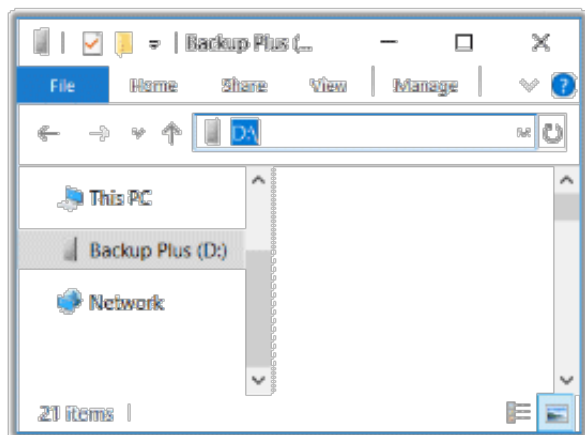 Backup Plus (...
File Home Share View Manage
D:\
This PC
Backup Plus (D:)
Network
21 items